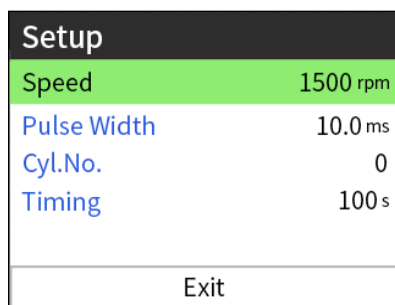 Setup
Speed 1500 rpm
Pulse Width 10.0 ms
Cyl.No. 0
Timing 100 s
Exit